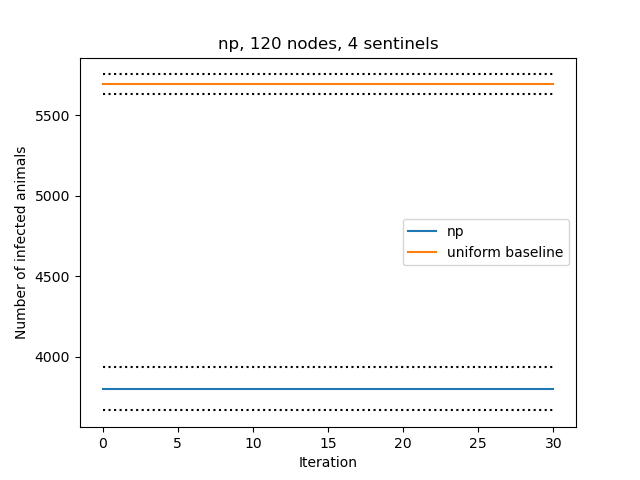 np, 120 nodes, 4 sentinels
Number of infected animals
5500
5000
4500
4000
np
uniform baseline
0 5 10 15 20 25 30
Iteration